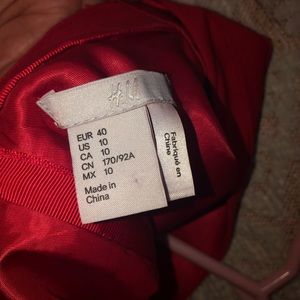 H&M
EUR 40
US 10
CA 10
CN 170/92A
MX 10
Made in
China
Fabriqué en
Chine